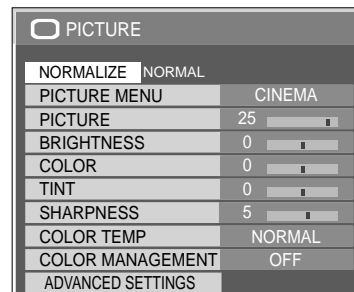 PICTURE
NORMALIZE NORMAL
PICTURE MENU CINEMA
PICTURE 25
BRIGHTNESS 0
COLOR 0
TINT 0
SHARPNESS 5
COLOR TEMP NORMAL
COLOR MANAGEMENT OFF
ADVANCED SETTINGS